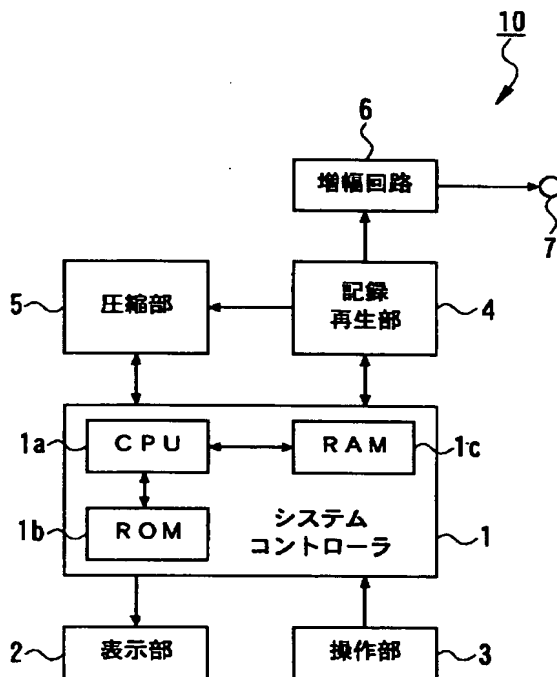 10
6
増幅回路
7
5
圧縮部
記録
再生部
4
1a
CPU
RAM
1c
1b
ROM
システム
コントローラ
1
2
表示部
操作部
3